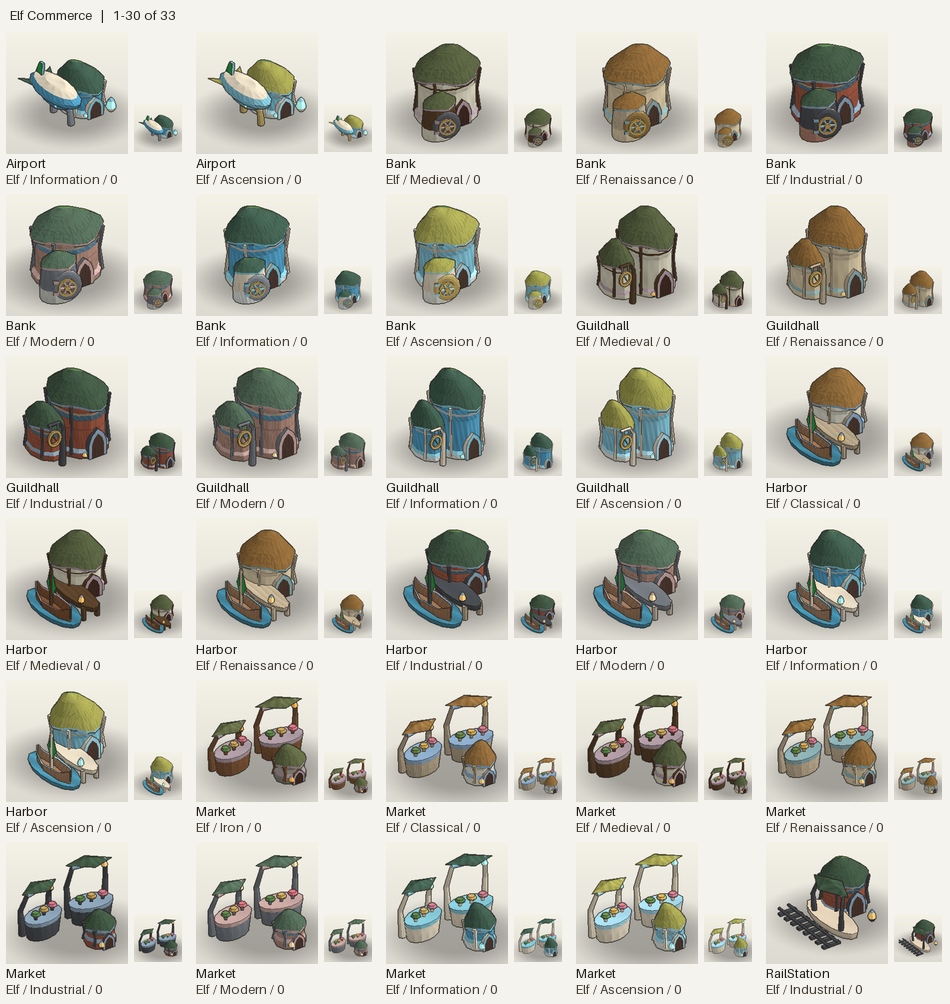 Elf Commerce | 1-30 of 33
Airport
Elf / Information / 0
Airport
Elf / Ascension / 0
Bank
Elf / Medieval / 0
Bank
Elf / Renaissance / 0
Bank
Elf / Industrial / 0
Bank
Elf / Modern / 0
Bank
Elf / Information / 0
Bank
Elf / Ascension / 0
Guildhall
Elf / Medieval / 0
Guildhall
Elf / Renaissance / 0
Guildhall
Elf / Industrial / 0
Guildhall
Elf / Modern / 0
Guildhall
Elf / Information / 0
Guildhall
Elf / Ascension / 0
Harbor
Elf / Classical / 0
Harbor
Elf / Medieval / 0
Harbor
Elf / Renaissance / 0
Harbor
Elf / Industrial / 0
Harbor
Elf / Modern / 0
Harbor
Elf / Information / 0
Harbor
Elf / Ascension / 0
Market
Elf / Iron / 0
Market
Elf / Classical / 0
Market
Elf / Medieval / 0
Market
Elf / Renaissance / 0
Market
Elf / Industrial / 0
Market
Elf / Modern / 0
Market
Elf / Information / 0
Market
Elf / Ascension / 0
RailStation
Elf / Industrial / 0